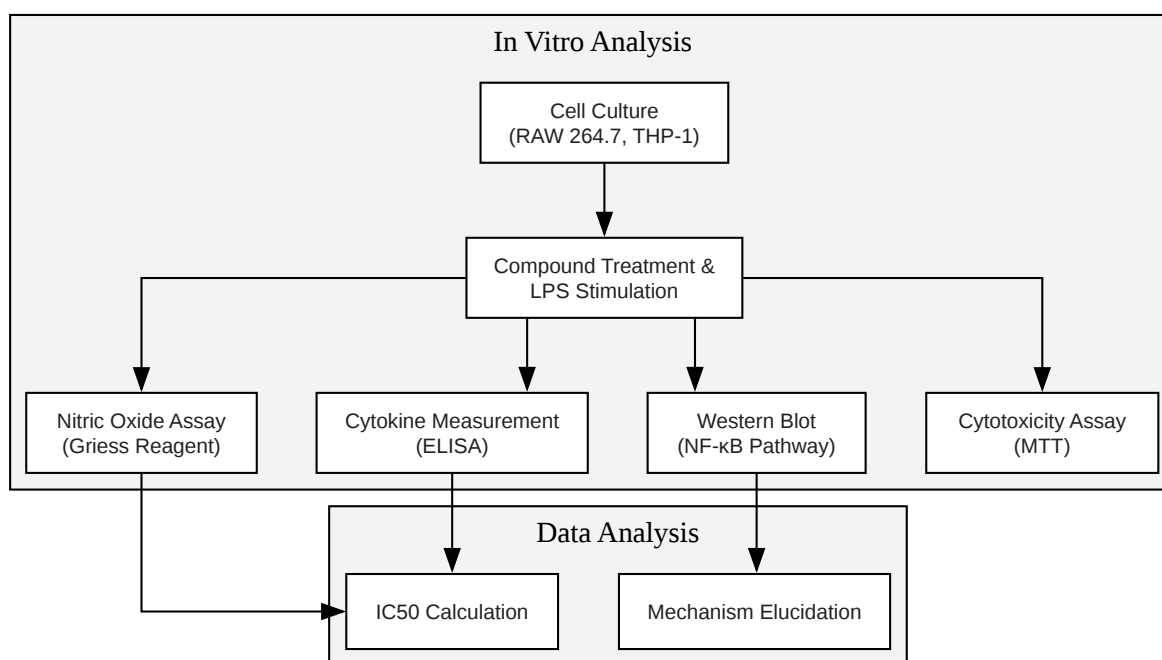 In Vitro Analysis
Cell Culture
(RAW 264.7, THP-1)
Compound Treatment &
LPS Stimulation
Nitric Oxide Assay
(Griess Reagent)
Cytokine Measurement
(ELISA)
Western Blot
(NF-κB Pathway)
Cytotoxicity Assay
(MTT)
Data Analysis
IC50 Calculation
Mechanism Elucidation